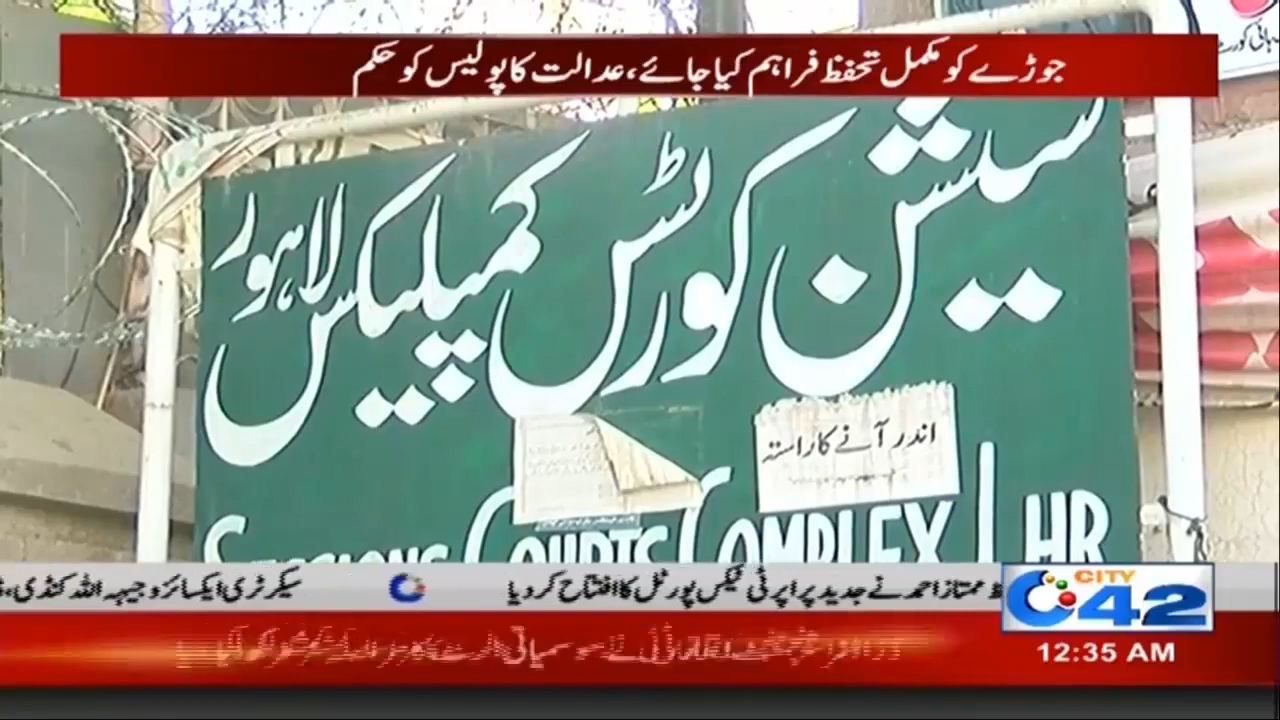 جوڑے کو مکمل تحفظ فراہم کیا جائے، عدالت کا پولیس کو حکم
سیشن کورٹس کمپلیکس لاہور
اندر آنے کا راستہ
SESSIONS COURTS COMPLEX LHR
ممتاز احمد نے جدید پراپرٹی ٹیکس پورٹل کا افتتاح کر دیا
سیکرٹری ایکسائز وجیہہ اللہ کنڈی،
CITY 42
12:35 AM